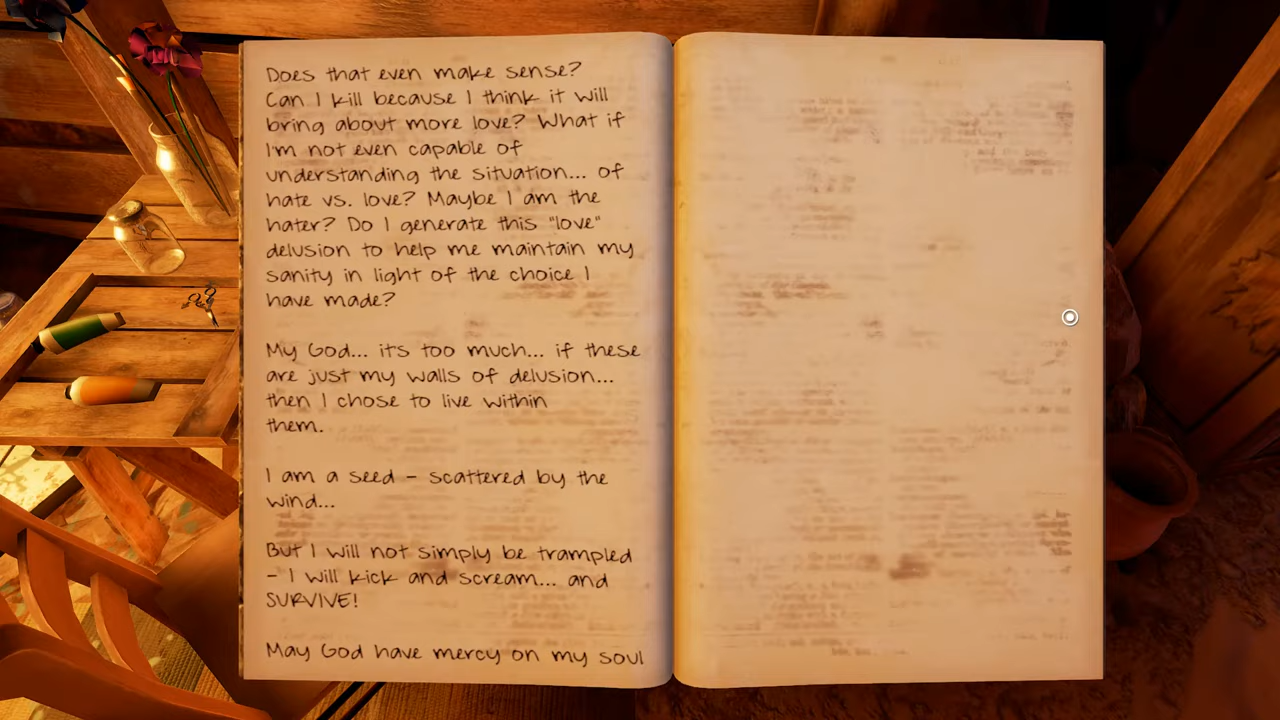 Does that even make sense?
Can I kill because I think it will
bring about more love? What if
I'm not even capable of
understanding the situation... of
hate vs. love? Maybe I am the
hater? Do I generate this "love"
delusion to help me maintain my
sanity in light of the choice I
have made?
My God... its too much... if these
are just my walls of delusion...
then I chose to live within
them.
I am a seed - scattered by the
wind...
But I will not simply be trampled
- I will kick and scream... and
SURVIVE!
May God have mercy on my soul